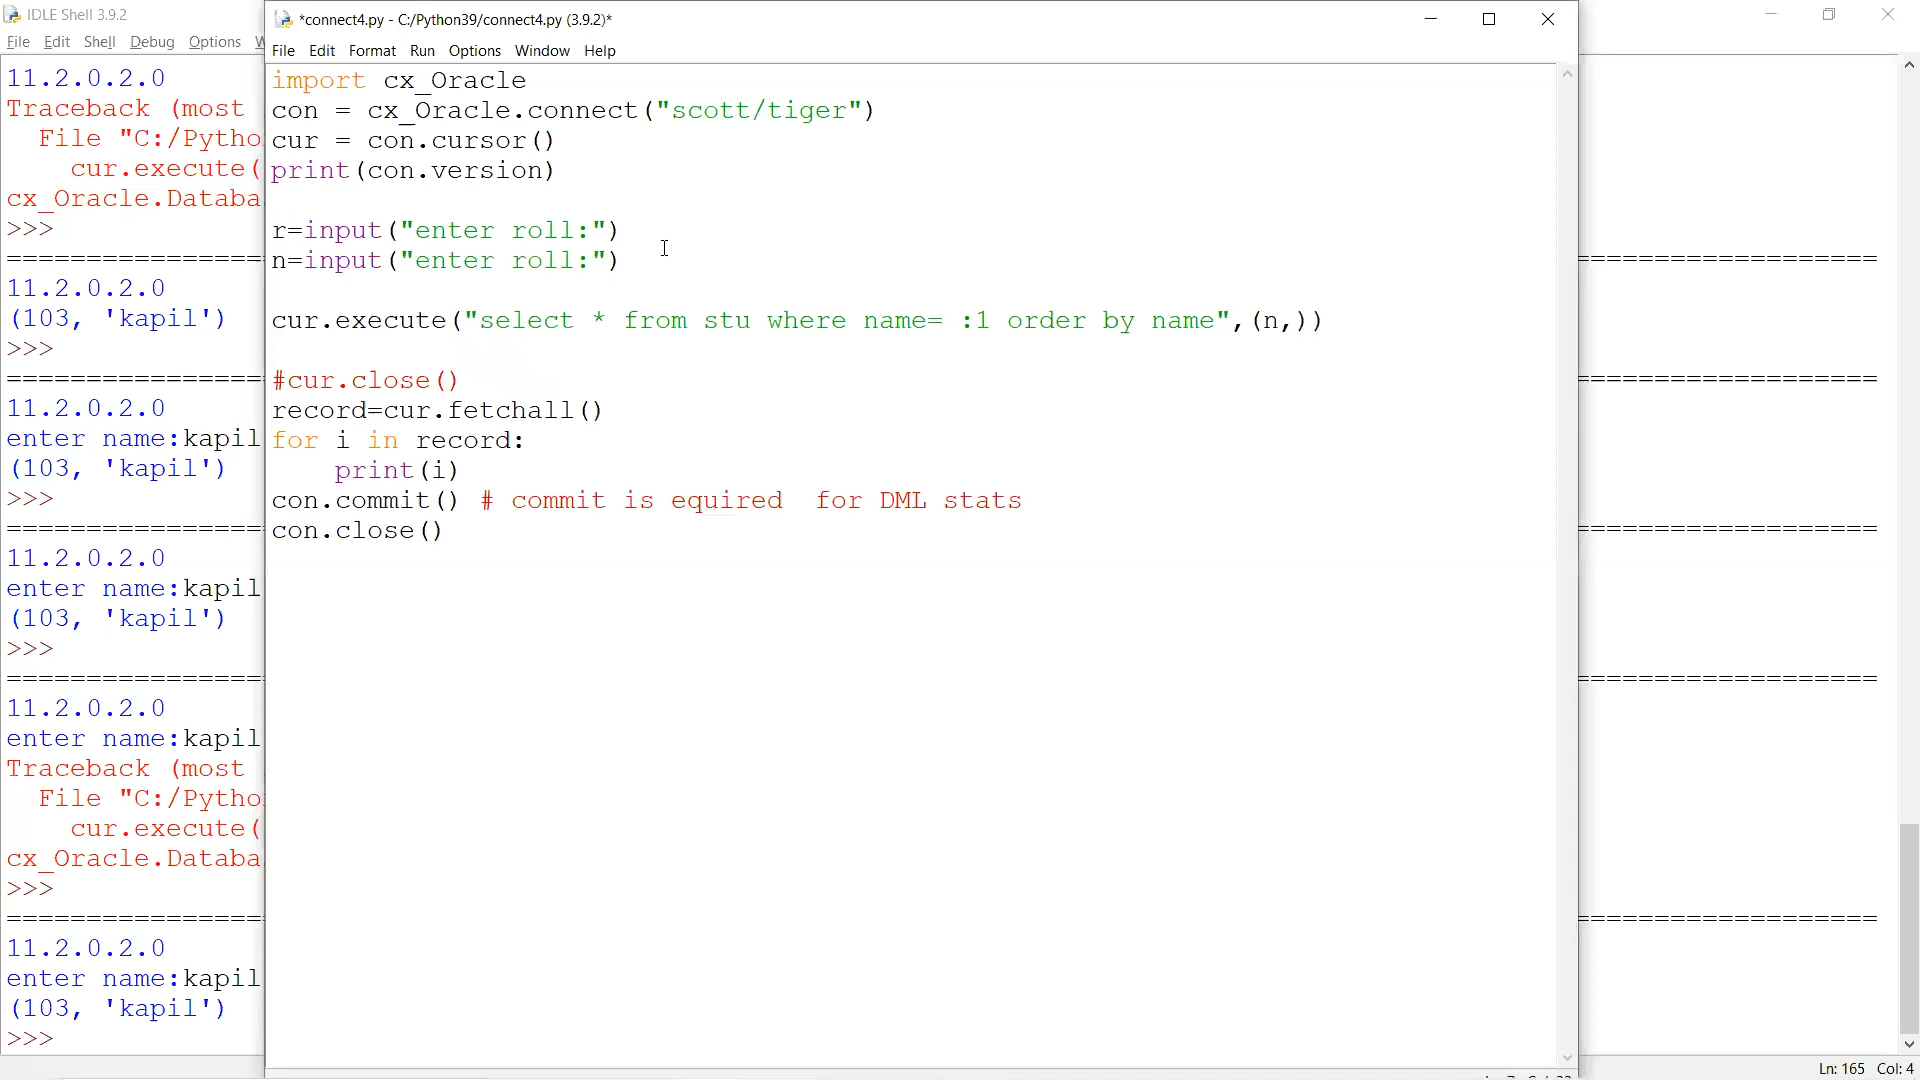 IDLE Shell 3.9.2
File Edit Shell Debug Options
11.2.0.2.0
Traceback (most
File "C:/Pytho
cur.execute(
cx_Oracle.Databa
>>>
================
11.2.0.2.0
(103, 'kapil')
>>>
================
11.2.0.2.0
enter name:kapil
(103, 'kapil')
>>>
================
11.2.0.2.0
enter name:kapil
(103, 'kapil')
>>>
================
11.2.0.2.0
enter name:kapil
Traceback (most
File "C:/Pytho
cur.execute(
cx_Oracle.Databa
>>>
================
11.2.0.2.0
enter name:kapil
(103, 'kapil')
>>>
*connect4.py - C:/Python39/connect4.py (3.9.2)*
File Edit Format Run Options Window Help
import cx_Oracle
con = cx_Oracle.connect("scott/tiger")
cur = con.cursor()
print(con.version)
r=input("enter roll:")
n=input("enter roll:")
cur.execute("select * from stu where name= :1 order by name",(n,))
#cur.close()
record=cur.fetchall()
for i in record:
    print(i)
con.commit() # commit is equired  for DML stats
con.close()
Ln: 165 Col: 4